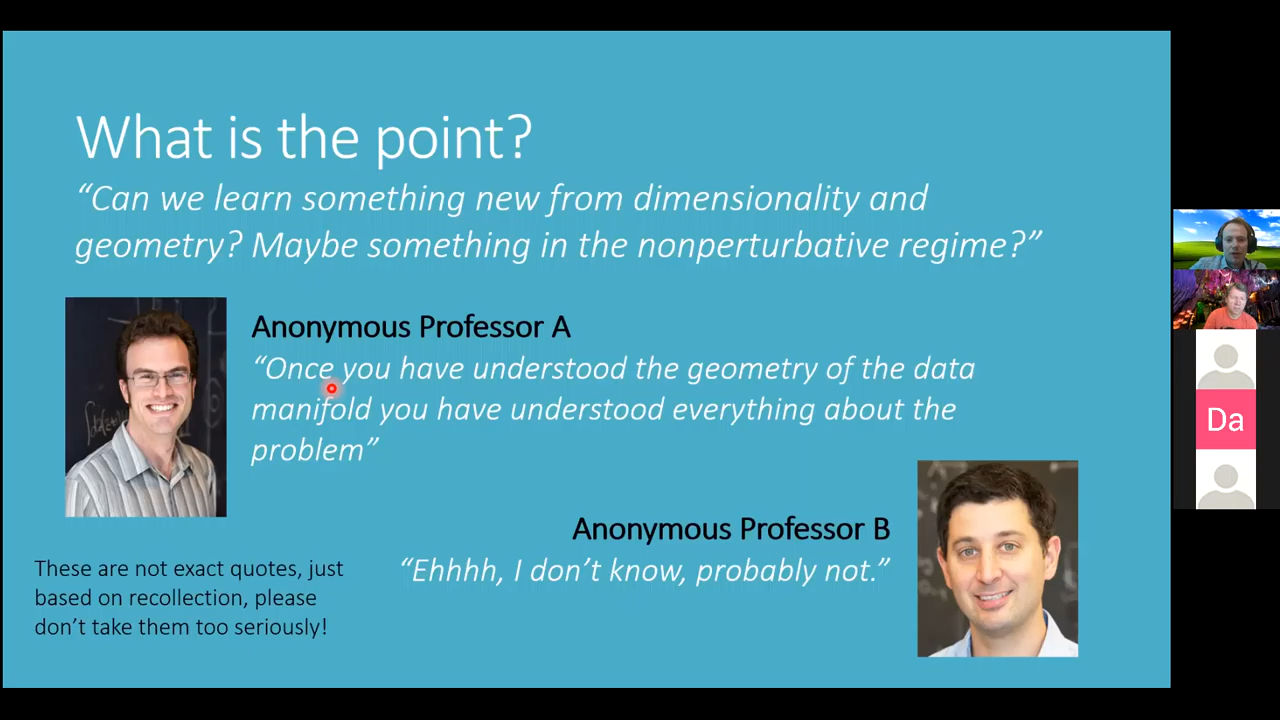 What is the point?
“Can we learn something new from dimensionality and
geometry? Maybe something in the nonperturbative regime?”
Anonymous Professor A
“Once you have understood the geometry of the data
manifold you have understood everything about the
problem”
Anonymous Professor B
“Ehhhh, I don’t know, probably not.”
These are not exact quotes, just
based on recollection, please
don’t take them too seriously!
Da